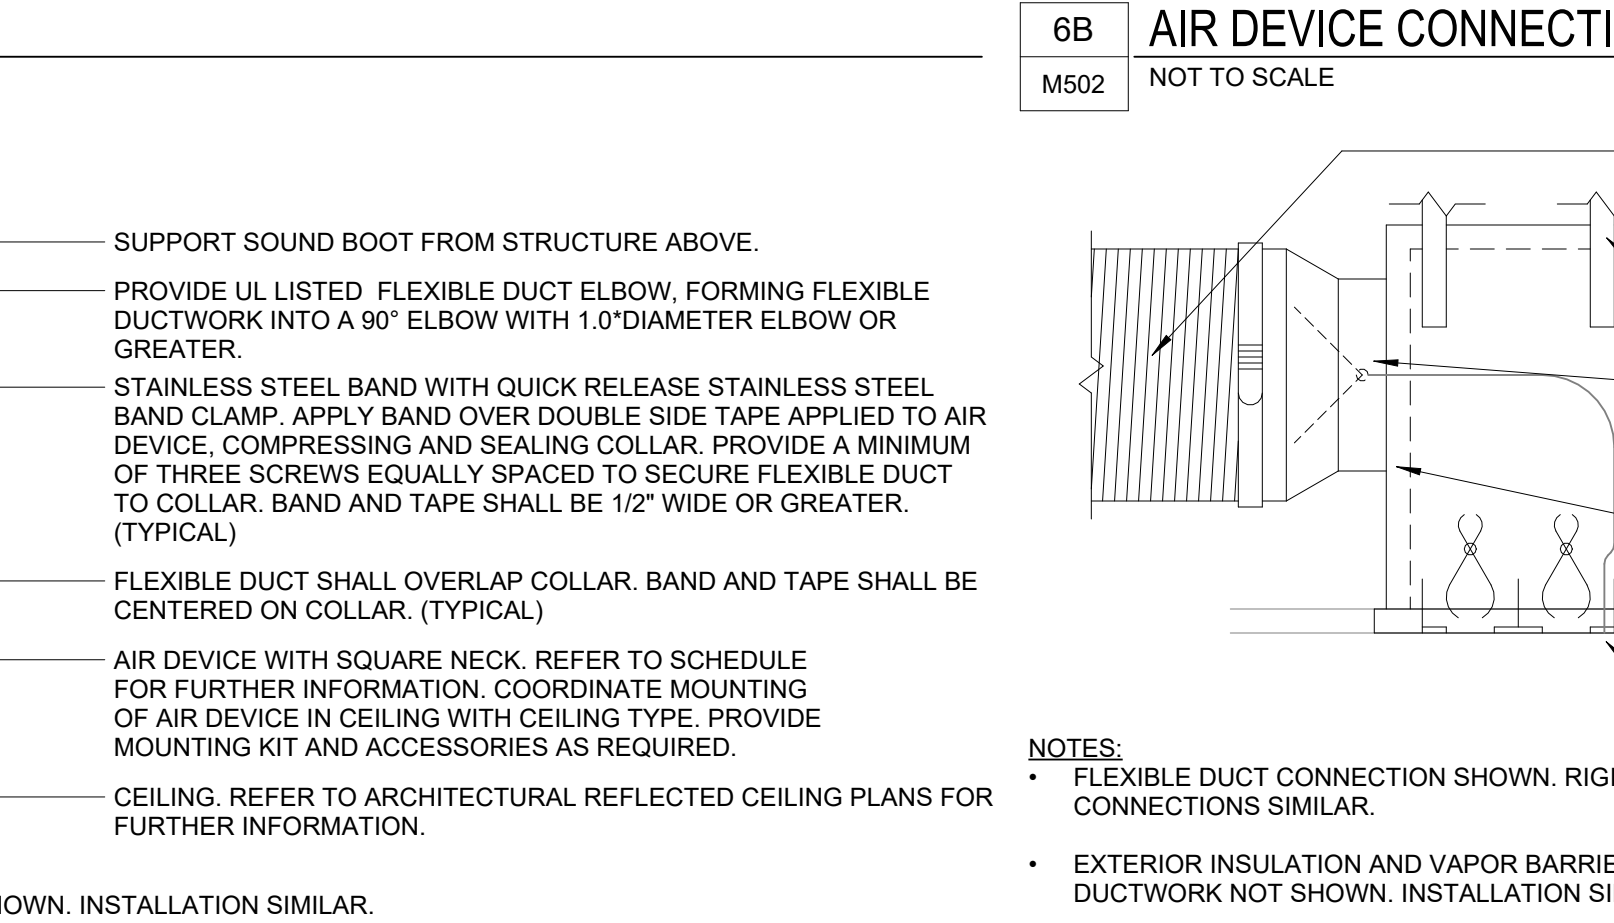 SUPPORT SOUND BOOT FROM STRUCTURE ABOVE.
PROVIDE UL LISTED FLEXIBLE DUCT ELBOW, FORMING FLEXIBLE
DUCTWORK INTO A 90° ELBOW WITH 1.0*DIAMETER ELBOW OR
GREATER.
STAINLESS STEEL BAND WITH QUICK RELEASE STAINLESS STEEL
BAND CLAMP. APPLY BAND OVER DOUBLE SIDE TAPE APPLIED TO AIR
DEVICE, COMPRESSING AND SEALING COLLAR. PROVIDE A MINIMUM
OF THREE SCREWS EQUALLY SPACED TO SECURE FLEXIBLE DUCT
TO COLLAR. BAND AND TAPE SHALL BE 1/2" WIDE OR GREATER.
(TYPICAL)
FLEXIBLE DUCT SHALL OVERLAP COLLAR. BAND AND TAPE SHALL BE
CENTERED ON COLLAR. (TYPICAL)
AIR DEVICE WITH SQUARE NECK. REFER TO SCHEDULE
FOR FURTHER INFORMATION. COORDINATE MOUNTING
OF AIR DEVICE IN CEILING WITH CEILING TYPE. PROVIDE
MOUNTING KIT AND ACCESSORIES AS REQUIRED.
CEILING. REFER TO ARCHITECTURAL REFLECTED CEILING PLANS FOR
FURTHER INFORMATION.
INSTALLATION SIMILAR.
6B
AIR DEVICE
M502
NOT TO SCALE
NOTES:
• FLEXIBLE DUCT CONNECTION SHOWN.
CONNECTIONS SIMILAR.
• EXTERIOR INSULATION AND VAPOR
DUCTWORK NOT SHOWN. INSTALLATION